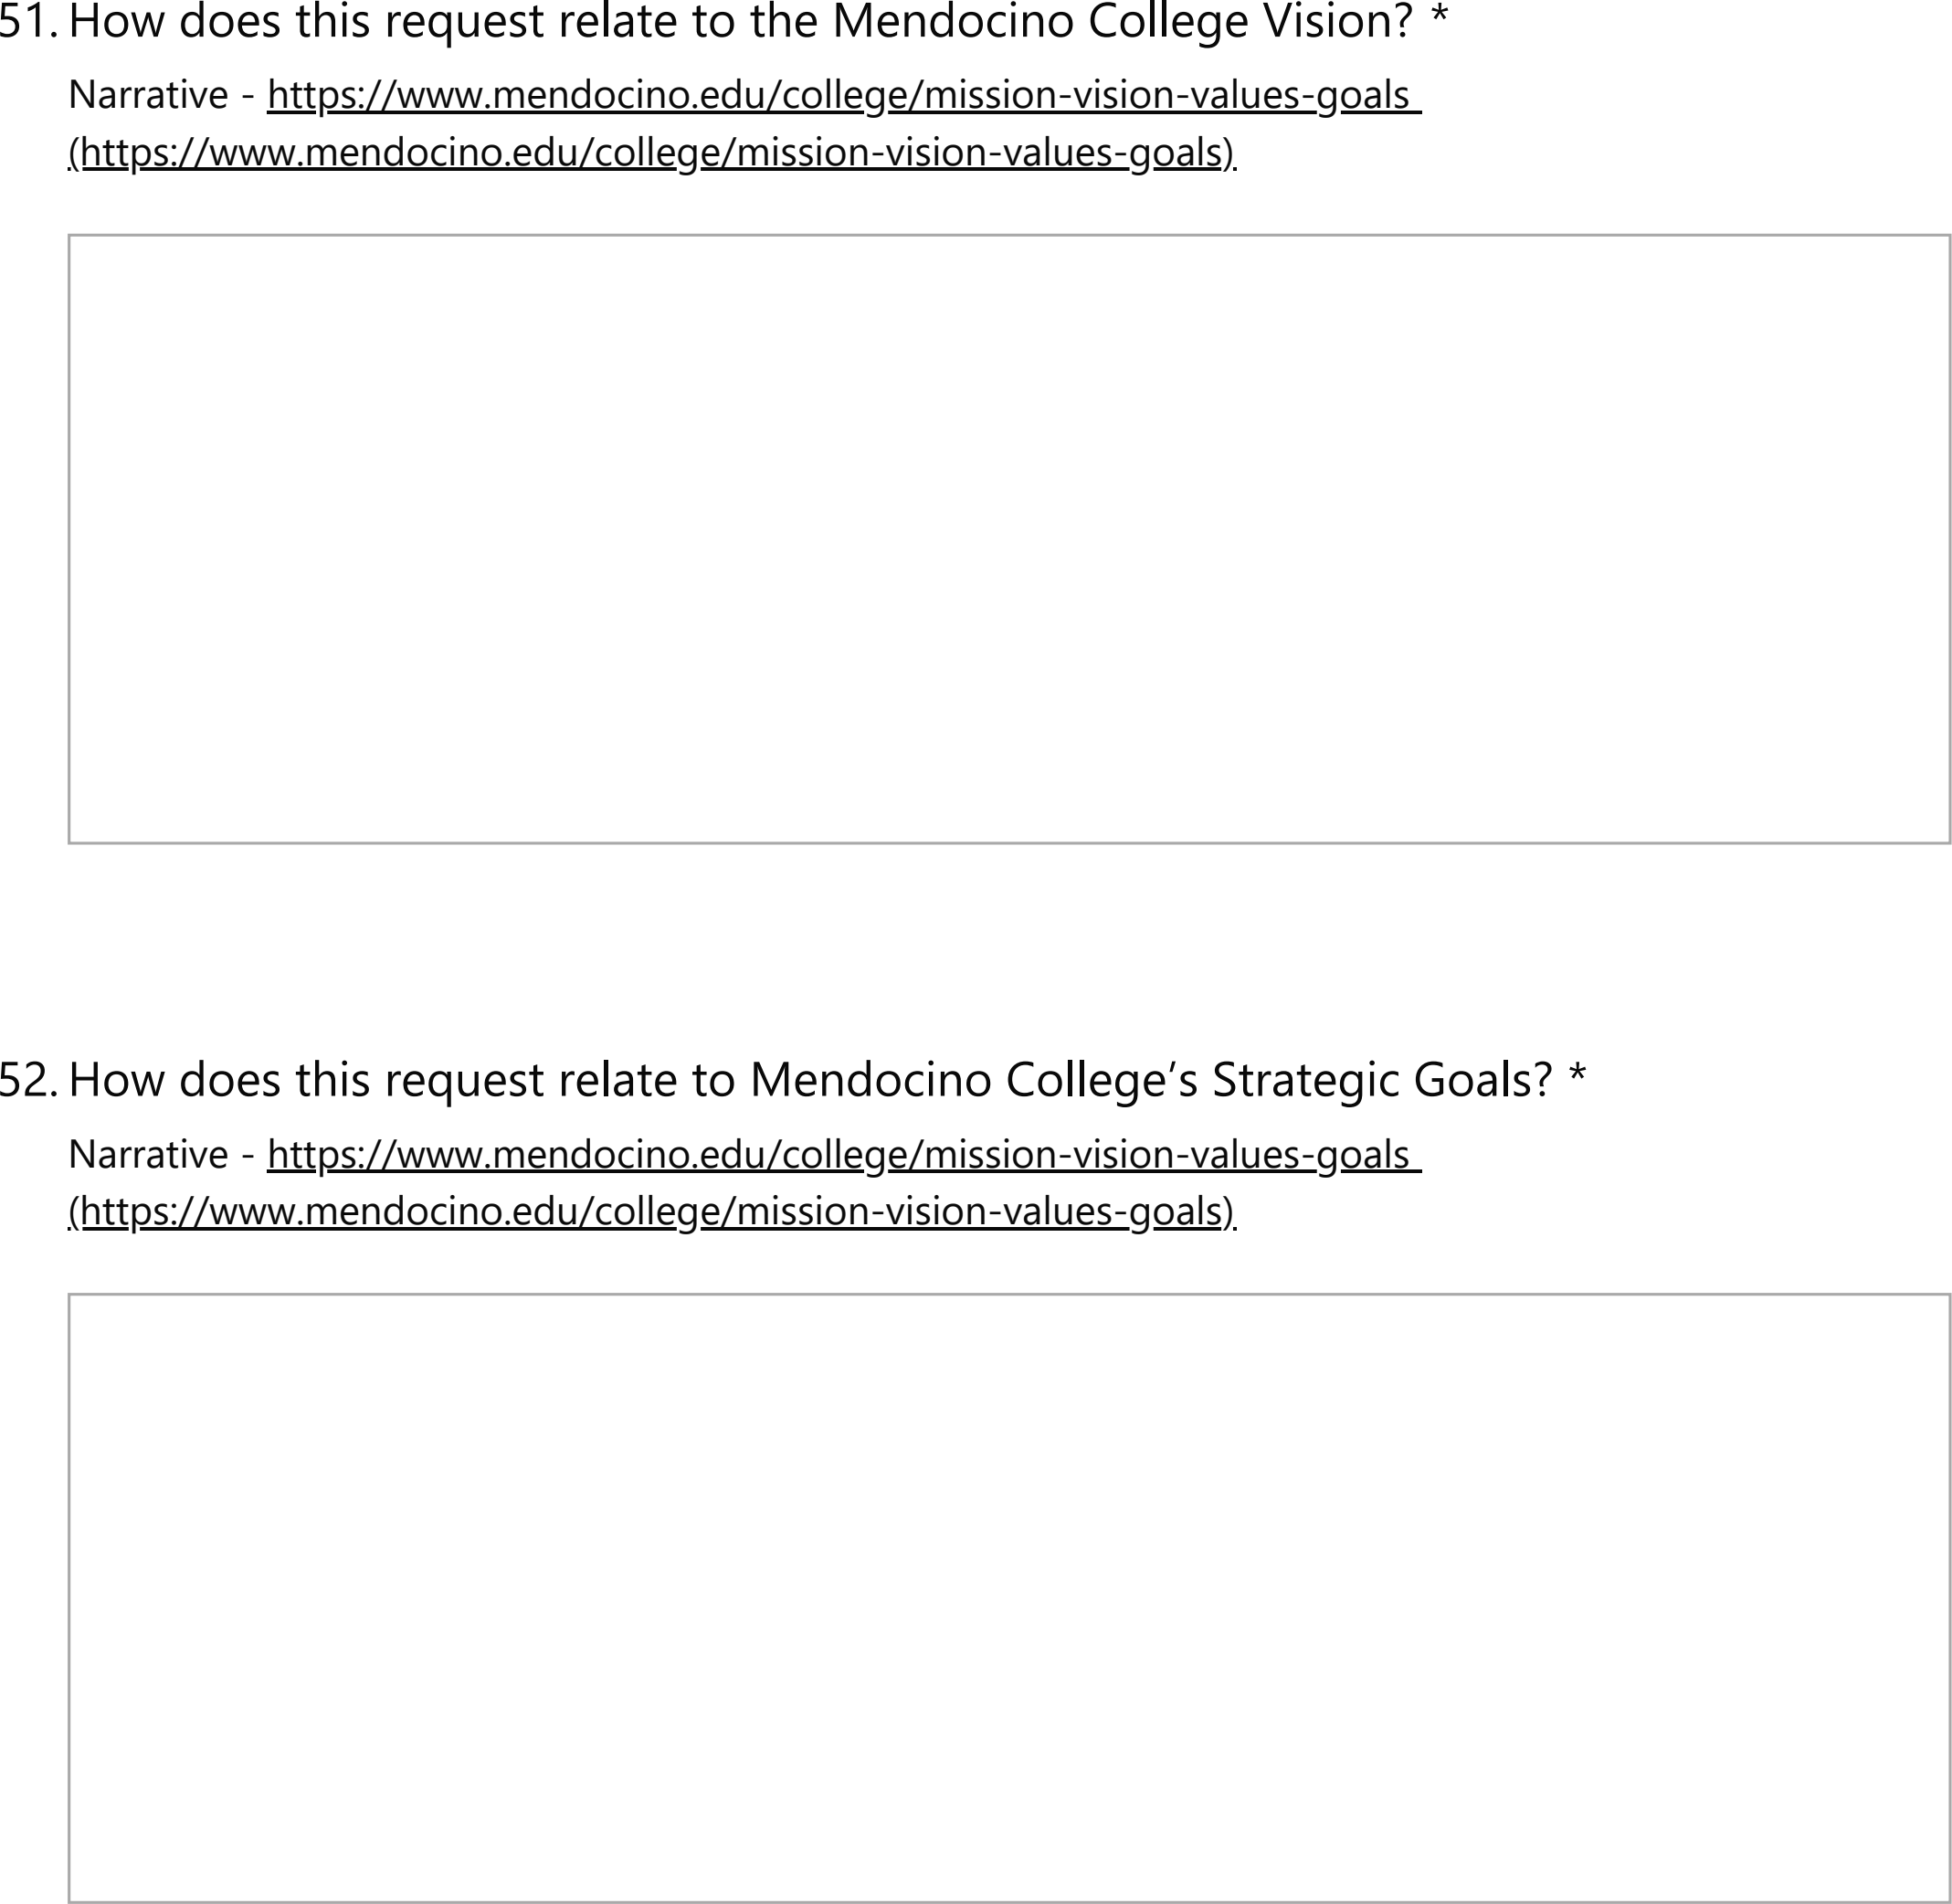 51. How does this request relate to the Mendocino College Vision? *
Narrative - https://www.mendocino.edu/college/mission-vision-values-goals
(https://www.mendocino.edu/college/mission-vision-values-goals)
52. How does this request relate to Mendocino College’s Strategic Goals? *
Narrative - https://www.mendocino.edu/college/mission-vision-values-goals
(https://www.mendocino.edu/college/mission-vision-values-goals)